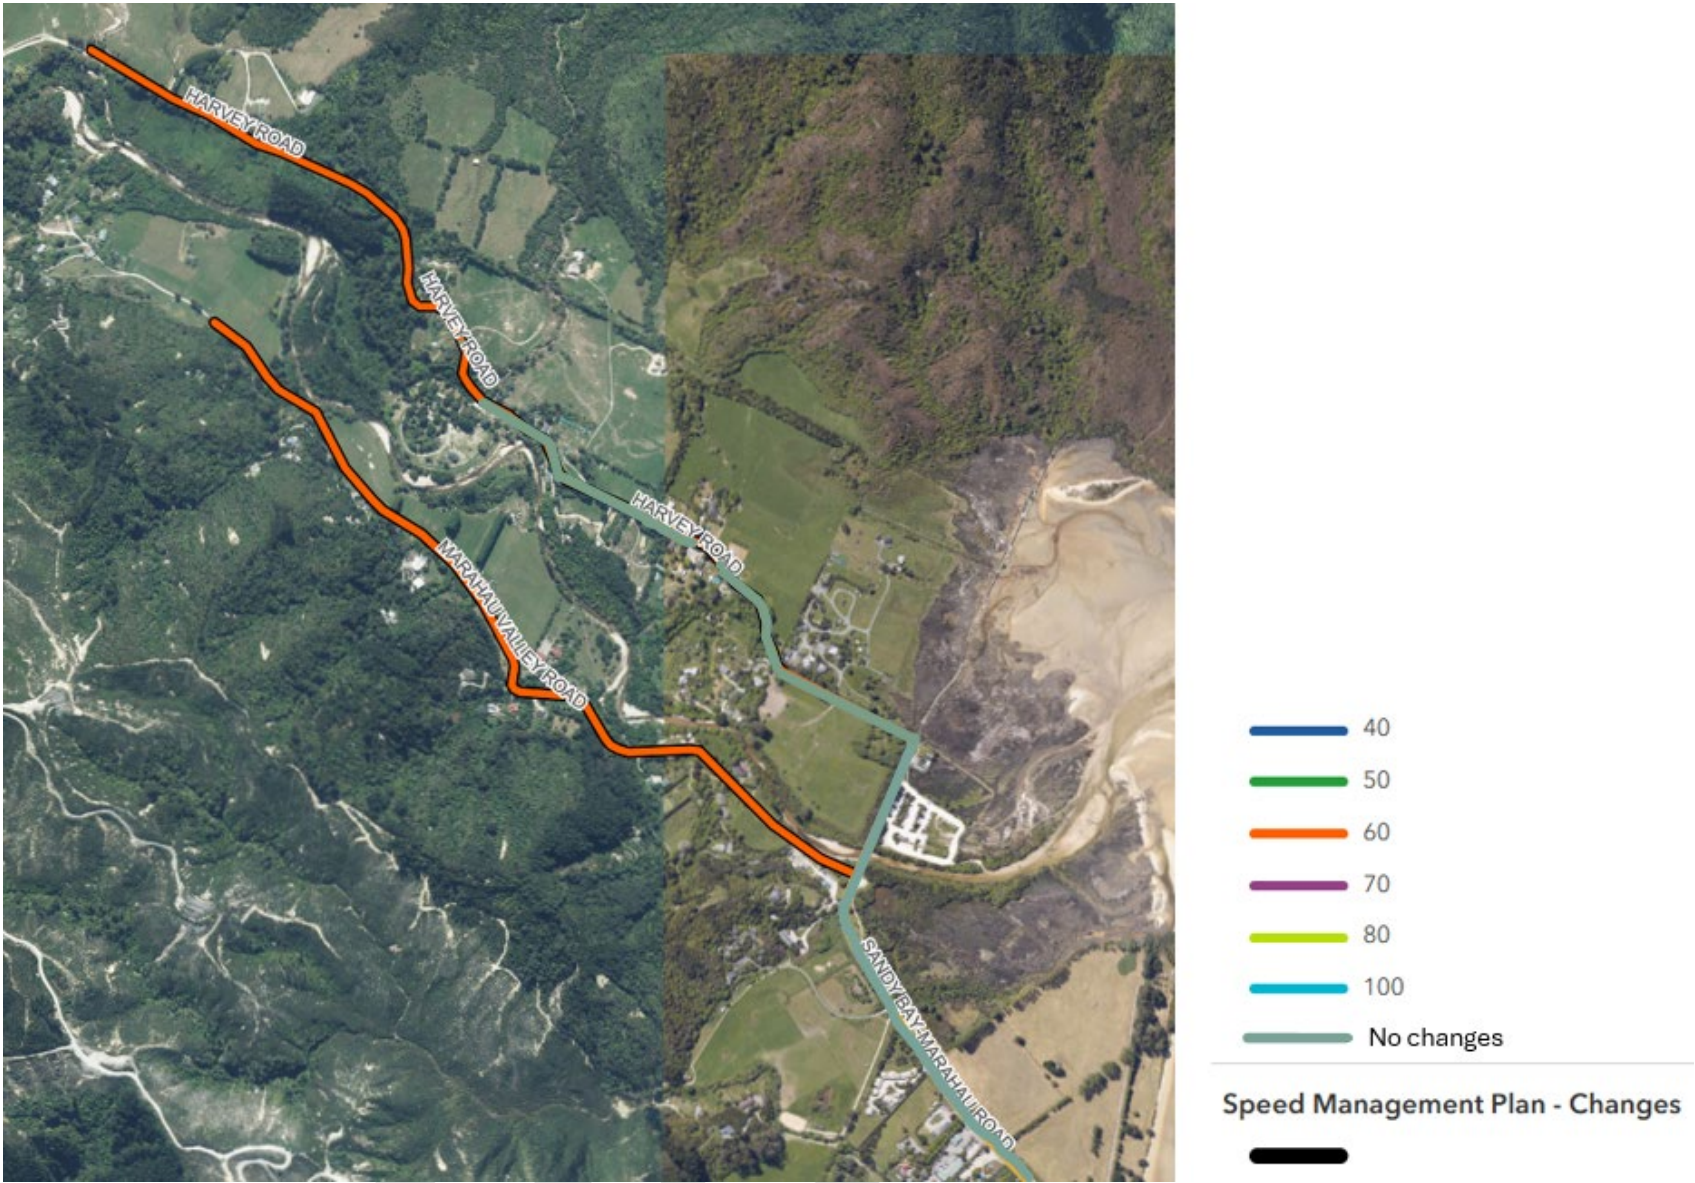 HARVEY ROAD
HARVEY ROAD
HARVEY ROAD
MARAHAU VALLEY ROAD
SANDY BAY-MARAHAU ROAD
40
50
60
70
80
100
No changes
Speed Management Plan - Changes